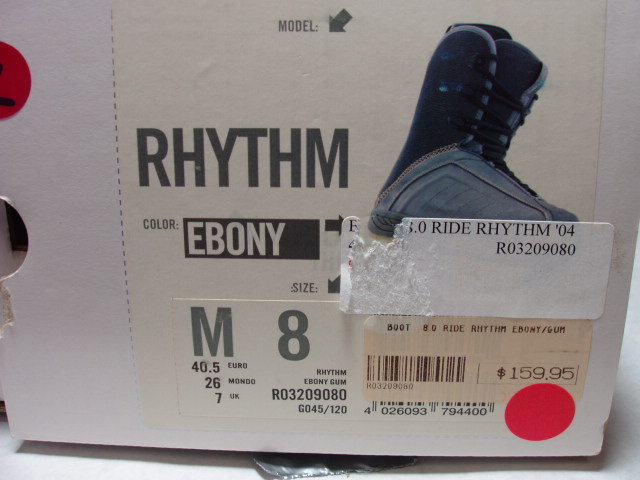 MODEL:
RHYTHM
COLOR: EBONY
8.0 RIDE RHYTHM '04
R03209080
SIZE:
M 8
40.5 EURO
26 MONDO
7 UK
RHYTHM
EBONY GUM
R03209080
G045/120
BOOT 8.0 RIDE RHYTHM EBONY/GUM
$159.95
R03209080
4 026093 794400